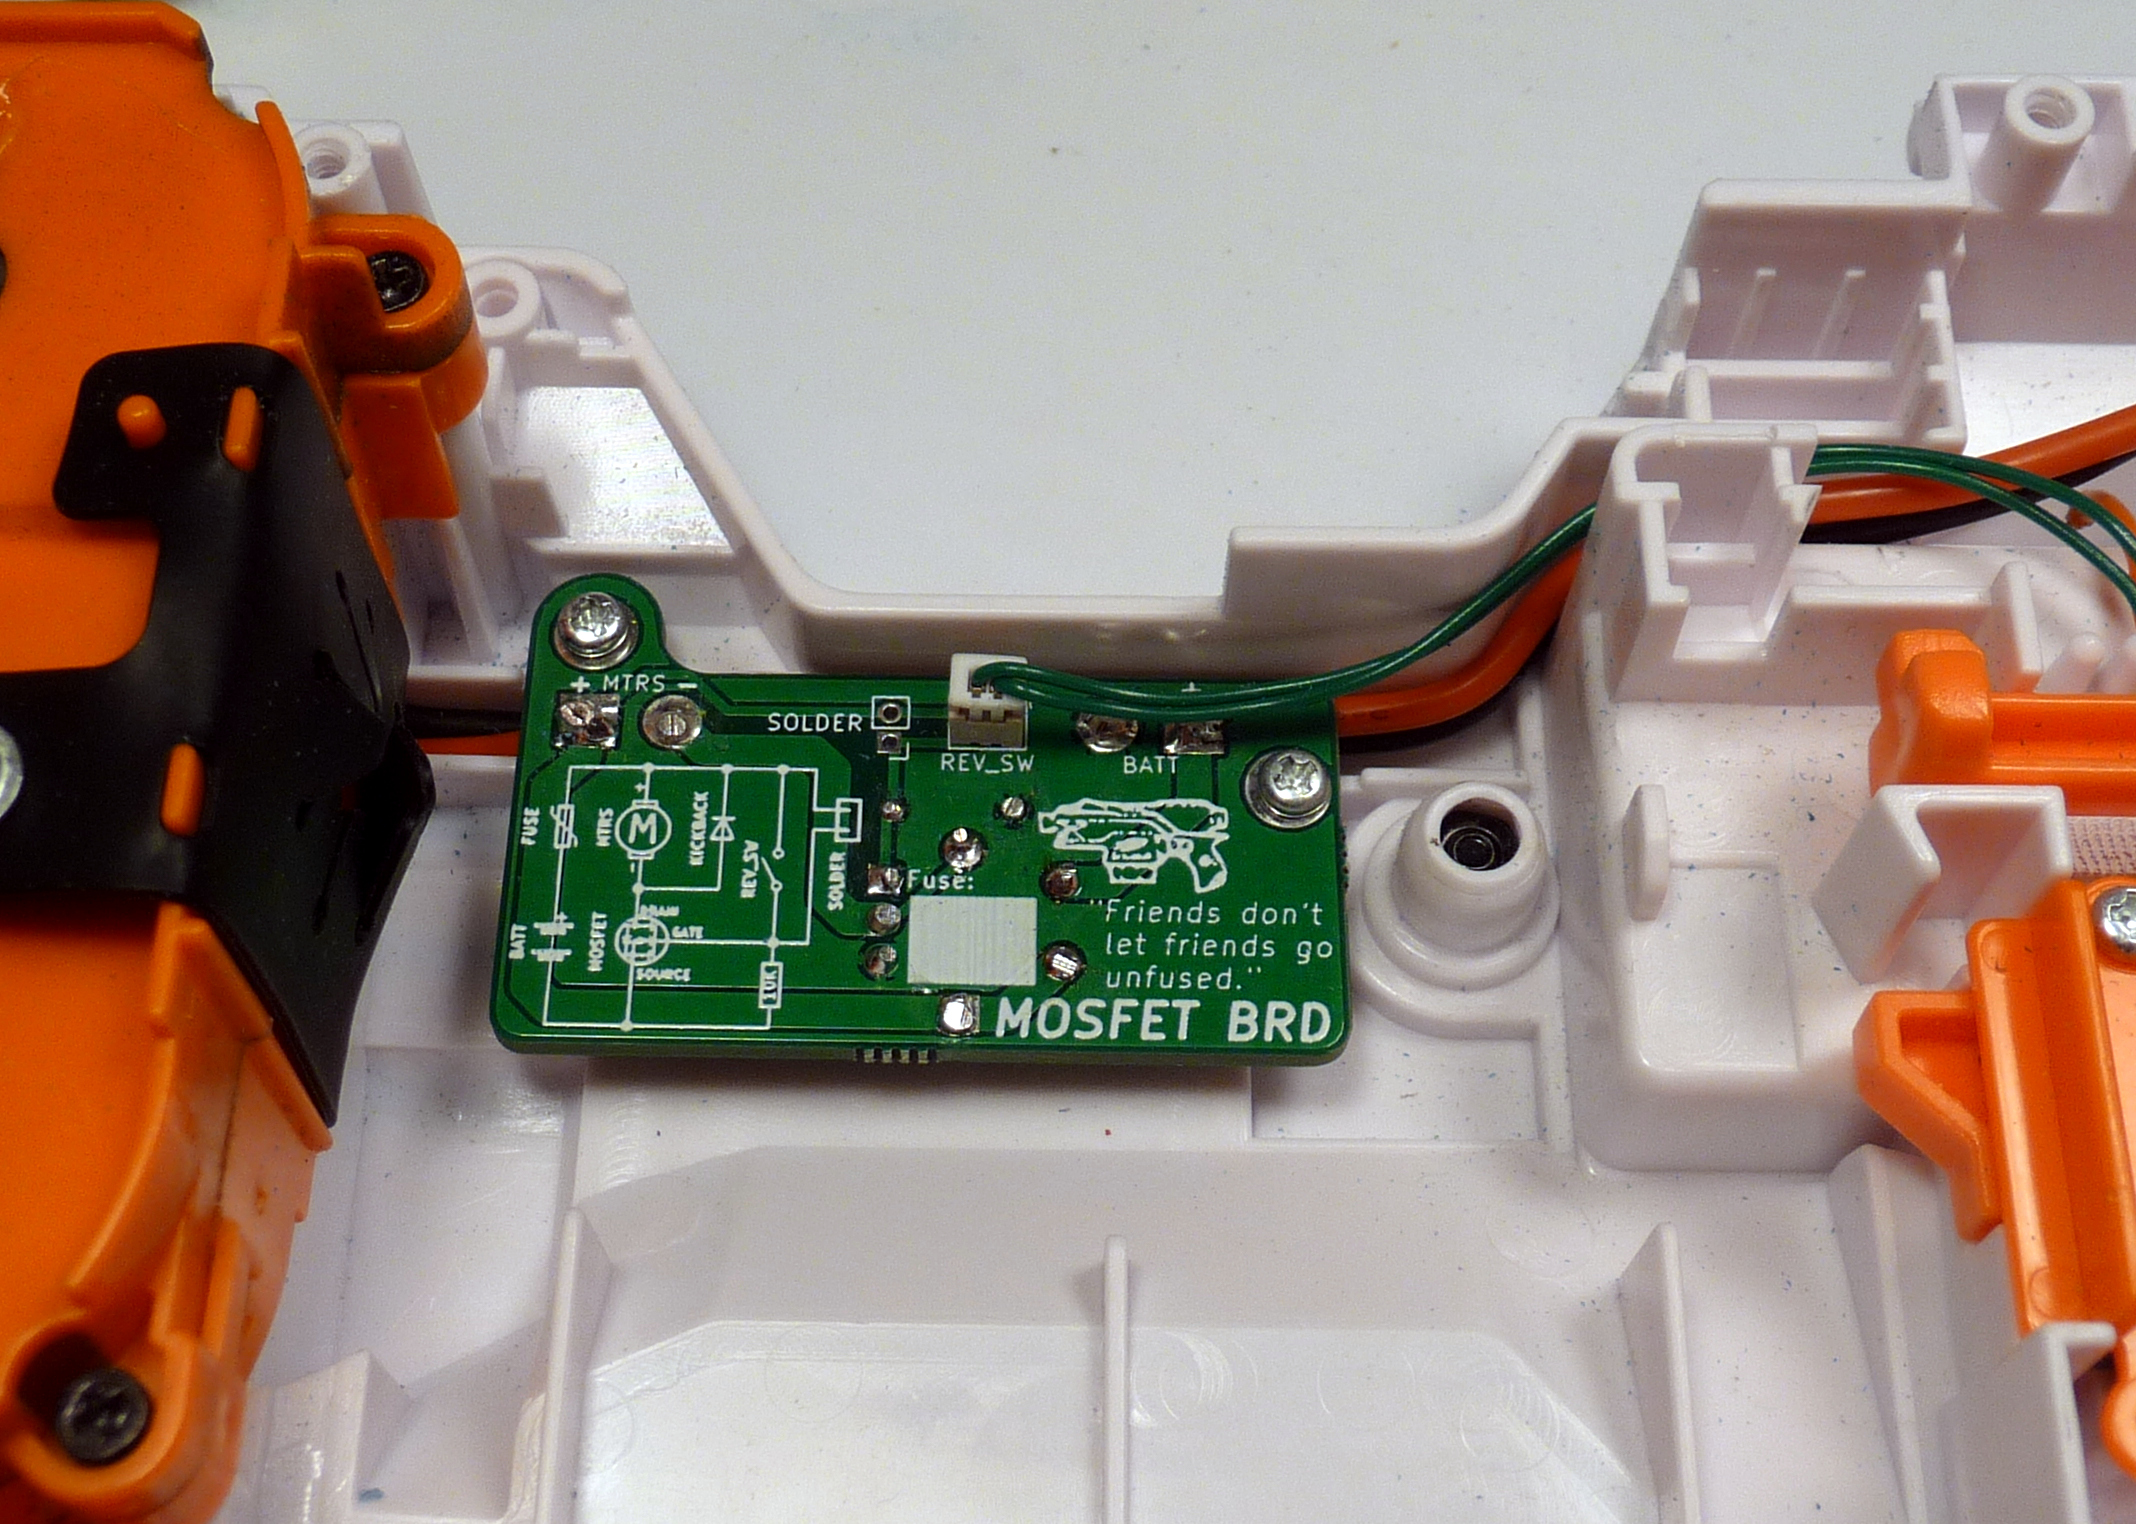 + MTRS −
SOLDER
REV_SW
BATT
FUSE
MTRS
+
M
-
KICKBACK
REV_SW
SOLDER
BATT
+
MOSFET
DRAIN
GATE
SOURCE
10K
Fuse:
"Friends don't
let friends go
unfused."
MOSFET BRD